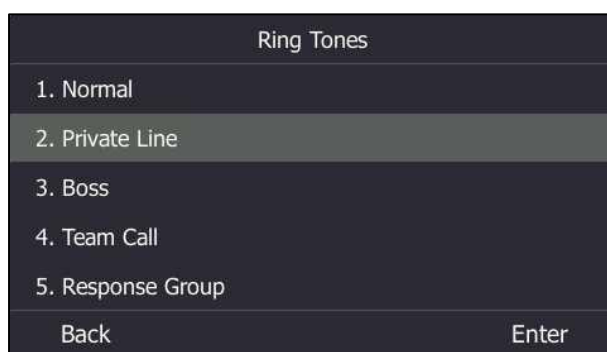 Ring Tones
1. Normal
2. Private Line
3. Boss
4. Team Call
5. Response Group
Back Enter